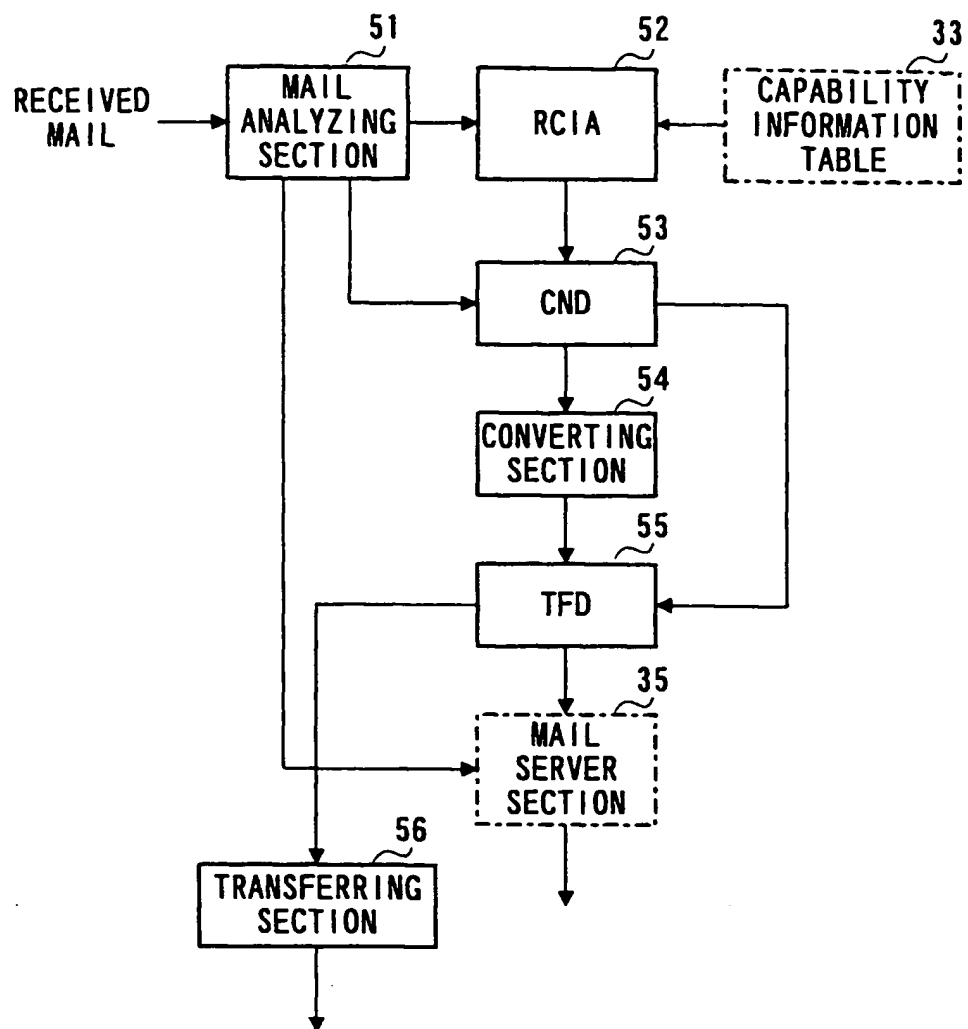 51
52
33
RECEIVED
MAIL
MAIL
ANALYZING
SECTION
RCIA
CAPABILITY
INFORMATION
TABLE
53
CND
54
CONVERTING
SECTION
55
TFD
35
MAIL
SERVER
SECTION
56
TRANSFERRING
SECTION